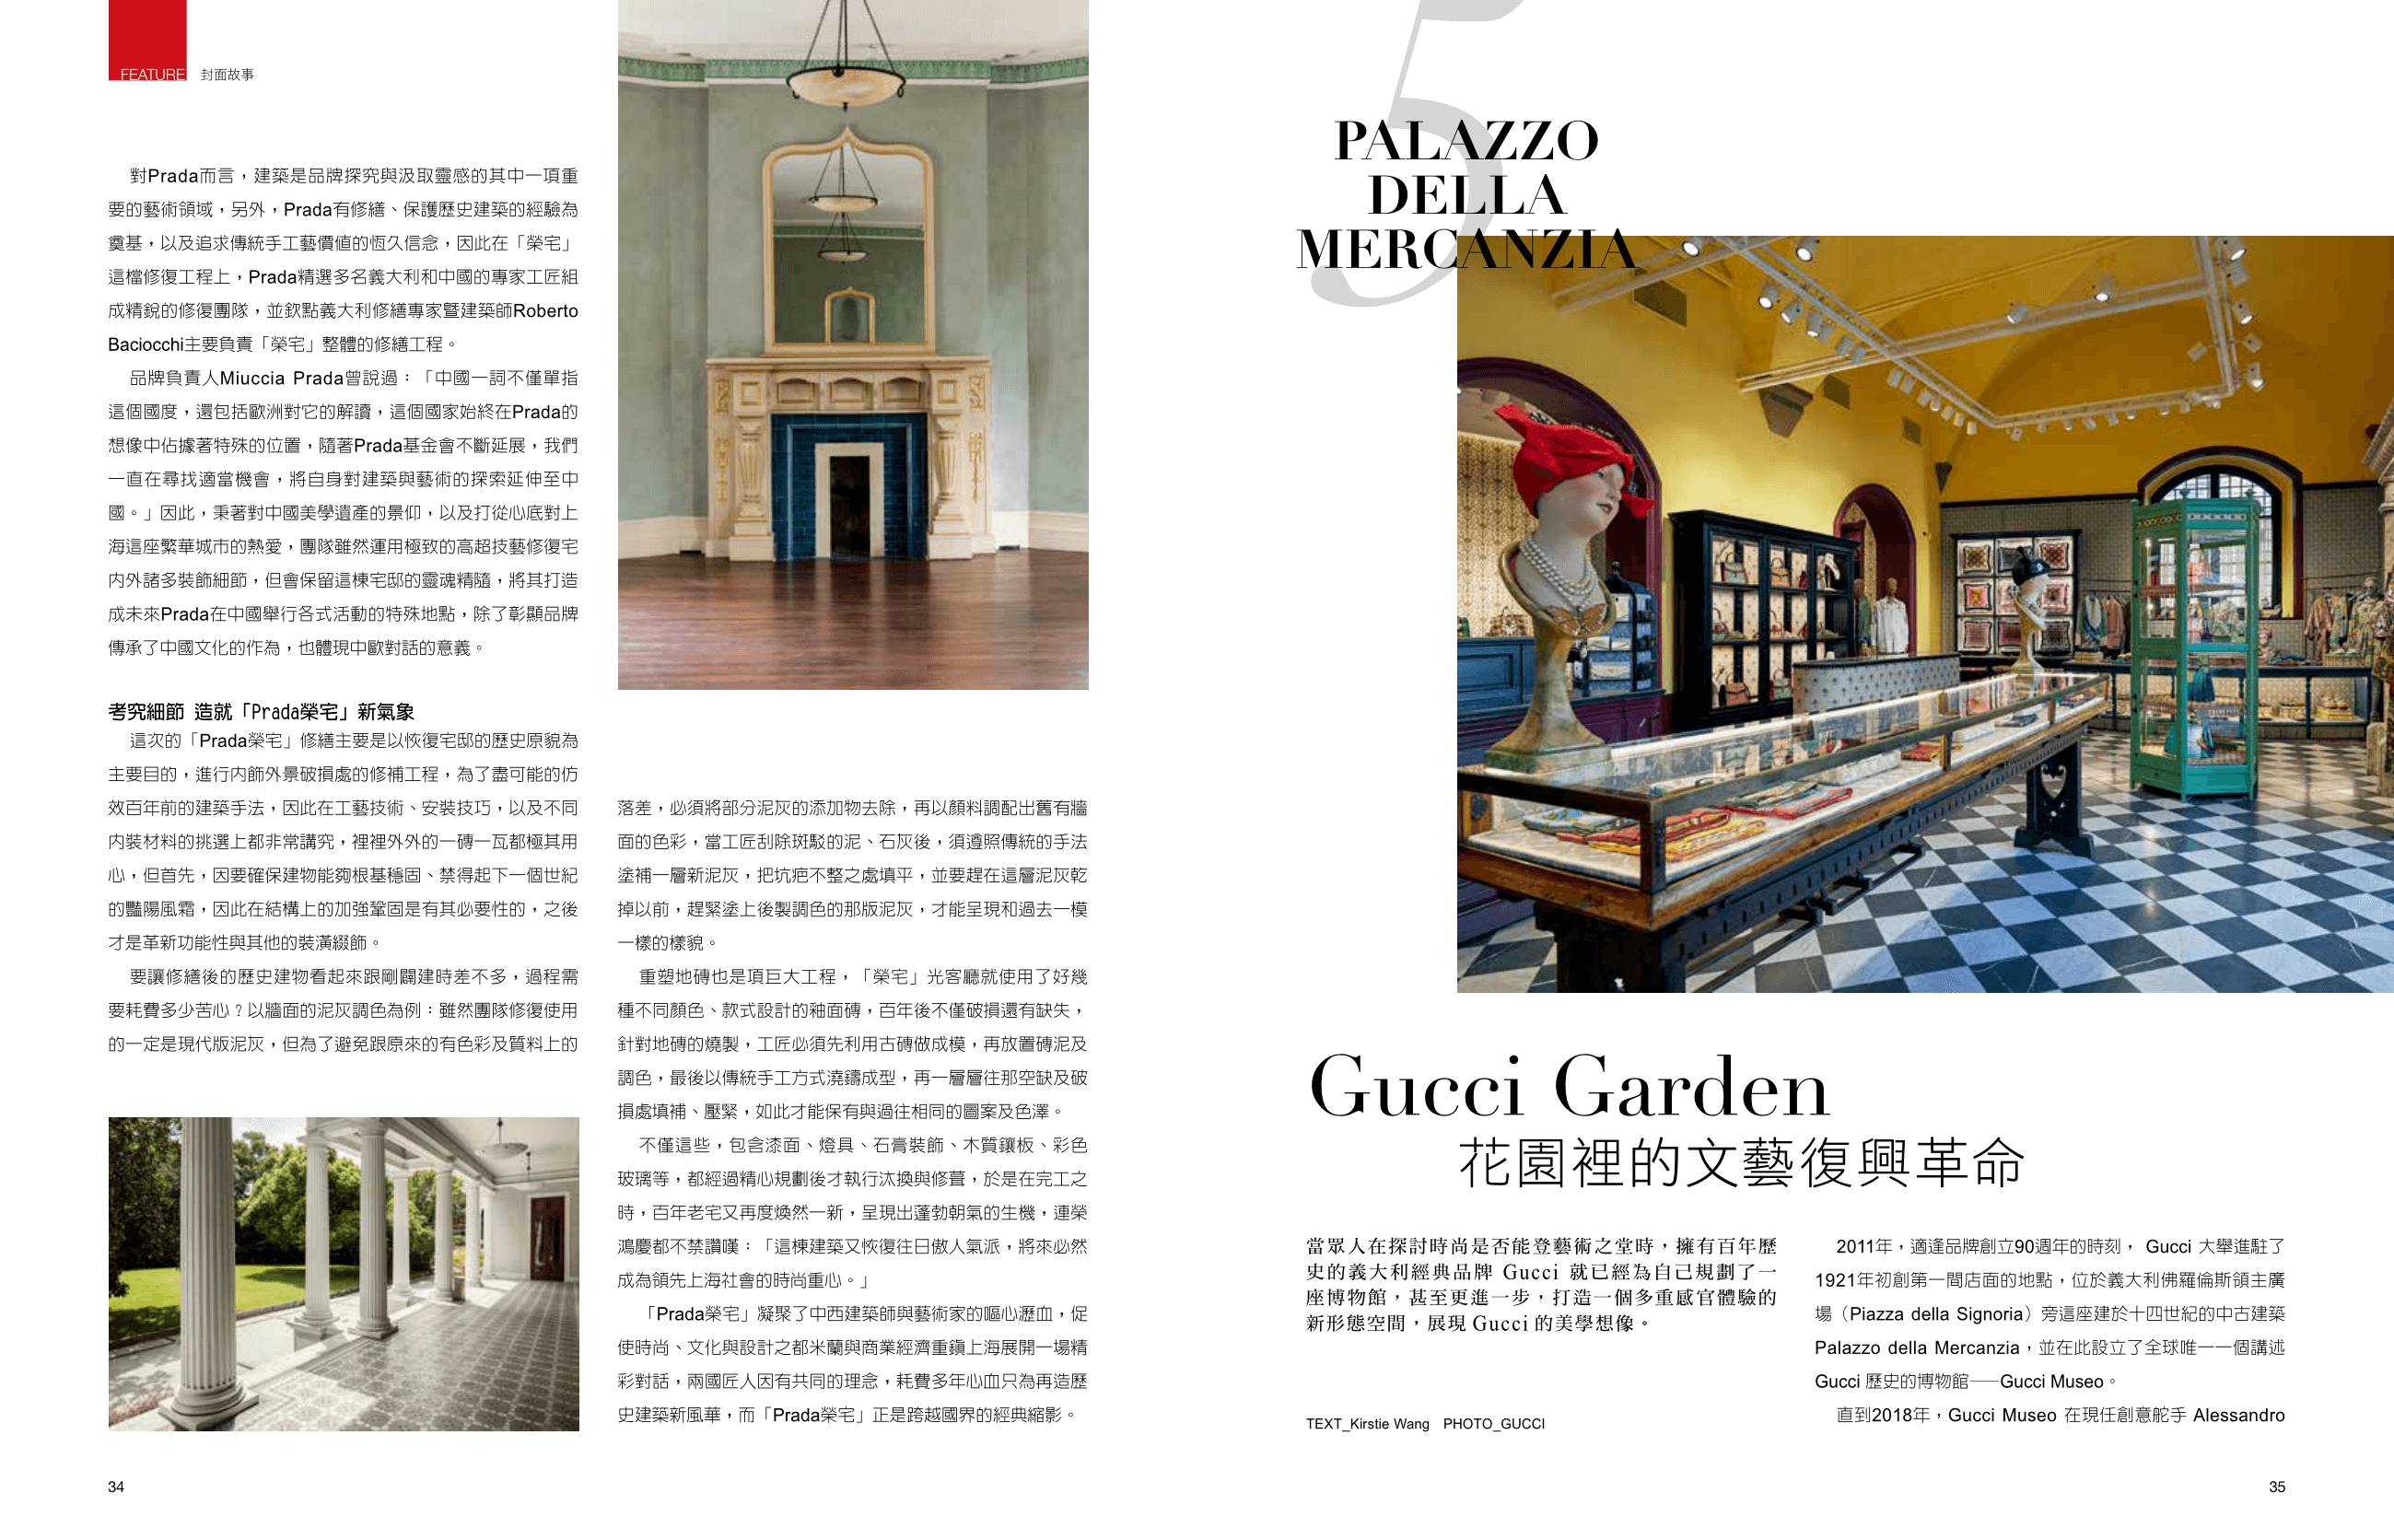 FEATURE 封面故事
對Prada而言，建築是品牌探究與汲取靈感的其中一項重
要的藝術領域，另外，Prada有修繕、保護歷史建築的經驗為
奠基，以及追求傳統手工藝價值的恆久信念，因此在「榮宅」
這檔修復工程上，Prada精選多名義大利和中國的專家工匠組
成精銳的修復團隊，並欽點義大利修繕專家暨建築師Roberto
Baciocchi主要負責「榮宅」整體的修繕工程。
品牌負責人Miuccia Prada曾說過：「中國一詞不僅單指
這個國度，還包括歐洲對它的解讀，這個國家始終在Prada的
想像中佔據著特殊的位置，隨著Prada基金會不斷延展，我們
一直在尋找適當機會，將自身對建築與藝術的探索延伸至中
國。」因此，秉著對中國美學遺產的景仰，以及打從心底對上
海這座繁華城市的熱愛，團隊雖然運用極致的高超技藝修復宅
內外諸多裝飾細節，但會保留這棟宅邸的靈魂精隨，將其打造
成未來Prada在中國舉行各式活動的特殊地點，除了彰顯品牌
傳承了中國文化的作為，也體現中歐對話的意義。
考究細節 造就「Prada榮宅」新氣象
這次的「Prada榮宅」修繕主要是以恢復宅邸的歷史原貌為
主要目的，進行內飾外景破損處的修補工程，為了盡可能的仿
效百年前的建築手法，因此在工藝技術、安裝技巧，以及不同
內裝材料的挑選上都非常講究，裡裡外外的一磚一瓦都極其用
心，但首先，因要確保建物能夠根基穩固、禁得起下一個世紀
的豔陽風霜，因此在結構上的加強鞏固是有其必要性的，之後
才是革新功能性與其他的裝潢綴飾。
要讓修繕後的歷史建物看起來跟剛闢建時差不多，過程需
要耗費多少苦心？以牆面的泥灰調色為例：雖然團隊修復使用
的一定是現代版泥灰，但為了避免跟原來的有色彩及質料上的
落差，必須將部分泥灰的添加物去除，再以顏料調配出舊有牆
面的色彩，當工匠刮除斑駁的泥、石灰後，須遵照傳統的手法
塗補一層新泥灰，把坑疤不整之處填平，並要趕在這層泥灰乾
掉以前，趕緊塗上後製調色的那版泥灰，才能呈現和過去一模
一樣的樣貌。
重塑地磚也是項巨大工程，「榮宅」光客廳就使用了好幾
種不同顏色、款式設計的釉面磚，百年後不僅破損還有缺失，
針對地磚的燒製，工匠必須先利用古磚做成模，再放置磚泥及
調色，最後以傳統手工方式澆鑄成型，再一層層往那空缺及破
損處填補、壓緊，如此才能保有與過往相同的圖案及色澤。
不僅這些，包含漆面、燈具、石膏裝飾、木質鑲板、彩色
玻璃等，都經過精心規劃後才執行汰換與修葺，於是在完工之
時，百年老宅又再度煥然一新，呈現出蓬勃朝氣的生機，連榮
鴻慶都不禁讚嘆：「這棟建築又恢復往日傲人氣派，將來必然
成為領先上海社會的時尚重心。」
「Prada榮宅」凝聚了中西建築師與藝術家的嘔心瀝血，促
使時尚、文化與設計之都米蘭與商業經濟重鎮上海展開一場精
彩對話，兩國匠人因有共同的理念，耗費多年心血只為再造歷
史建築新風華，而「Prada榮宅」正是跨越國界的經典縮影。
34
5
PALAZZO
DELLA
MERCANZIA
Gucci Garden
花園裡的文藝復興革命
當眾人在探討時尚是否能登藝術之堂時，擁有百年歷
史的義大利經典品牌 Gucci 就已經為自己規劃了一
座博物館，甚至更進一步，打造一個多重感官體驗的
新形態空間，展現 Gucci 的美學想像。
TEXT_Kirstie Wang PHOTO_GUCCI
2011年，適逢品牌創立90週年的時刻， Gucci 大舉進駐了
1921年初創第一間店面的地點，位於義大利佛羅倫斯領主廣
場（Piazza della Signoria）旁這座建於十四世紀的中古建築
Palazzo della Mercanzia，並在此設立了全球唯一一個講述
Gucci 歷史的博物館——Gucci Museo。
直到2018年，Gucci Museo 在現任創意舵手 Alessandro
35